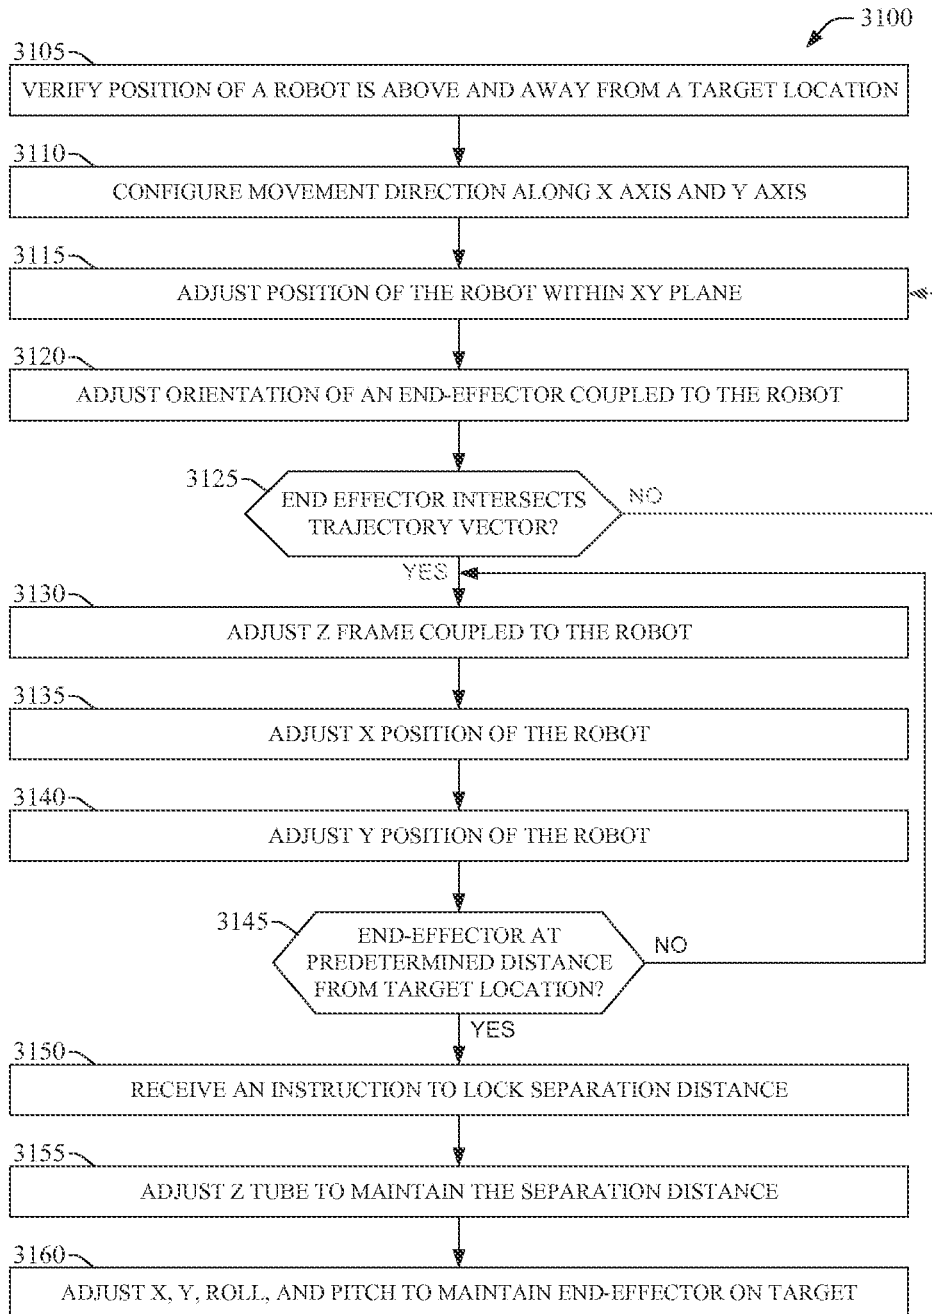 3100
3105
VERIFY POSITION OF A ROBOT IS ABOVE AND AWAY FROM A TARGET LOCATION
3110
CONFIGURE MOVEMENT DIRECTION ALONG X AXIS AND Y AXIS
3115
ADJUST POSITION OF THE ROBOT WITHIN XY PLANE
3120
ADJUST ORIENTATION OF AN END-EFFECTOR COUPLED TO THE ROBOT
3125
END EFFECTOR INTERSECTS
TRAJECTORY VECTOR?
NO
YES
3130
ADJUST Z FRAME COUPLED TO THE ROBOT
3135
ADJUST X POSITION OF THE ROBOT
3140
ADJUST Y POSITION OF THE ROBOT
3145
END-EFFECTOR AT
PREDETERMINED DISTANCE
FROM TARGET LOCATION?
NO
YES
3150
RECEIVE AN INSTRUCTION TO LOCK SEPARATION DISTANCE
3155
ADJUST Z TUBE TO MAINTAIN THE SEPARATION DISTANCE
3160
ADJUST X, Y, ROLL, AND PITCH TO MAINTAIN END-EFFECTOR ON TARGET